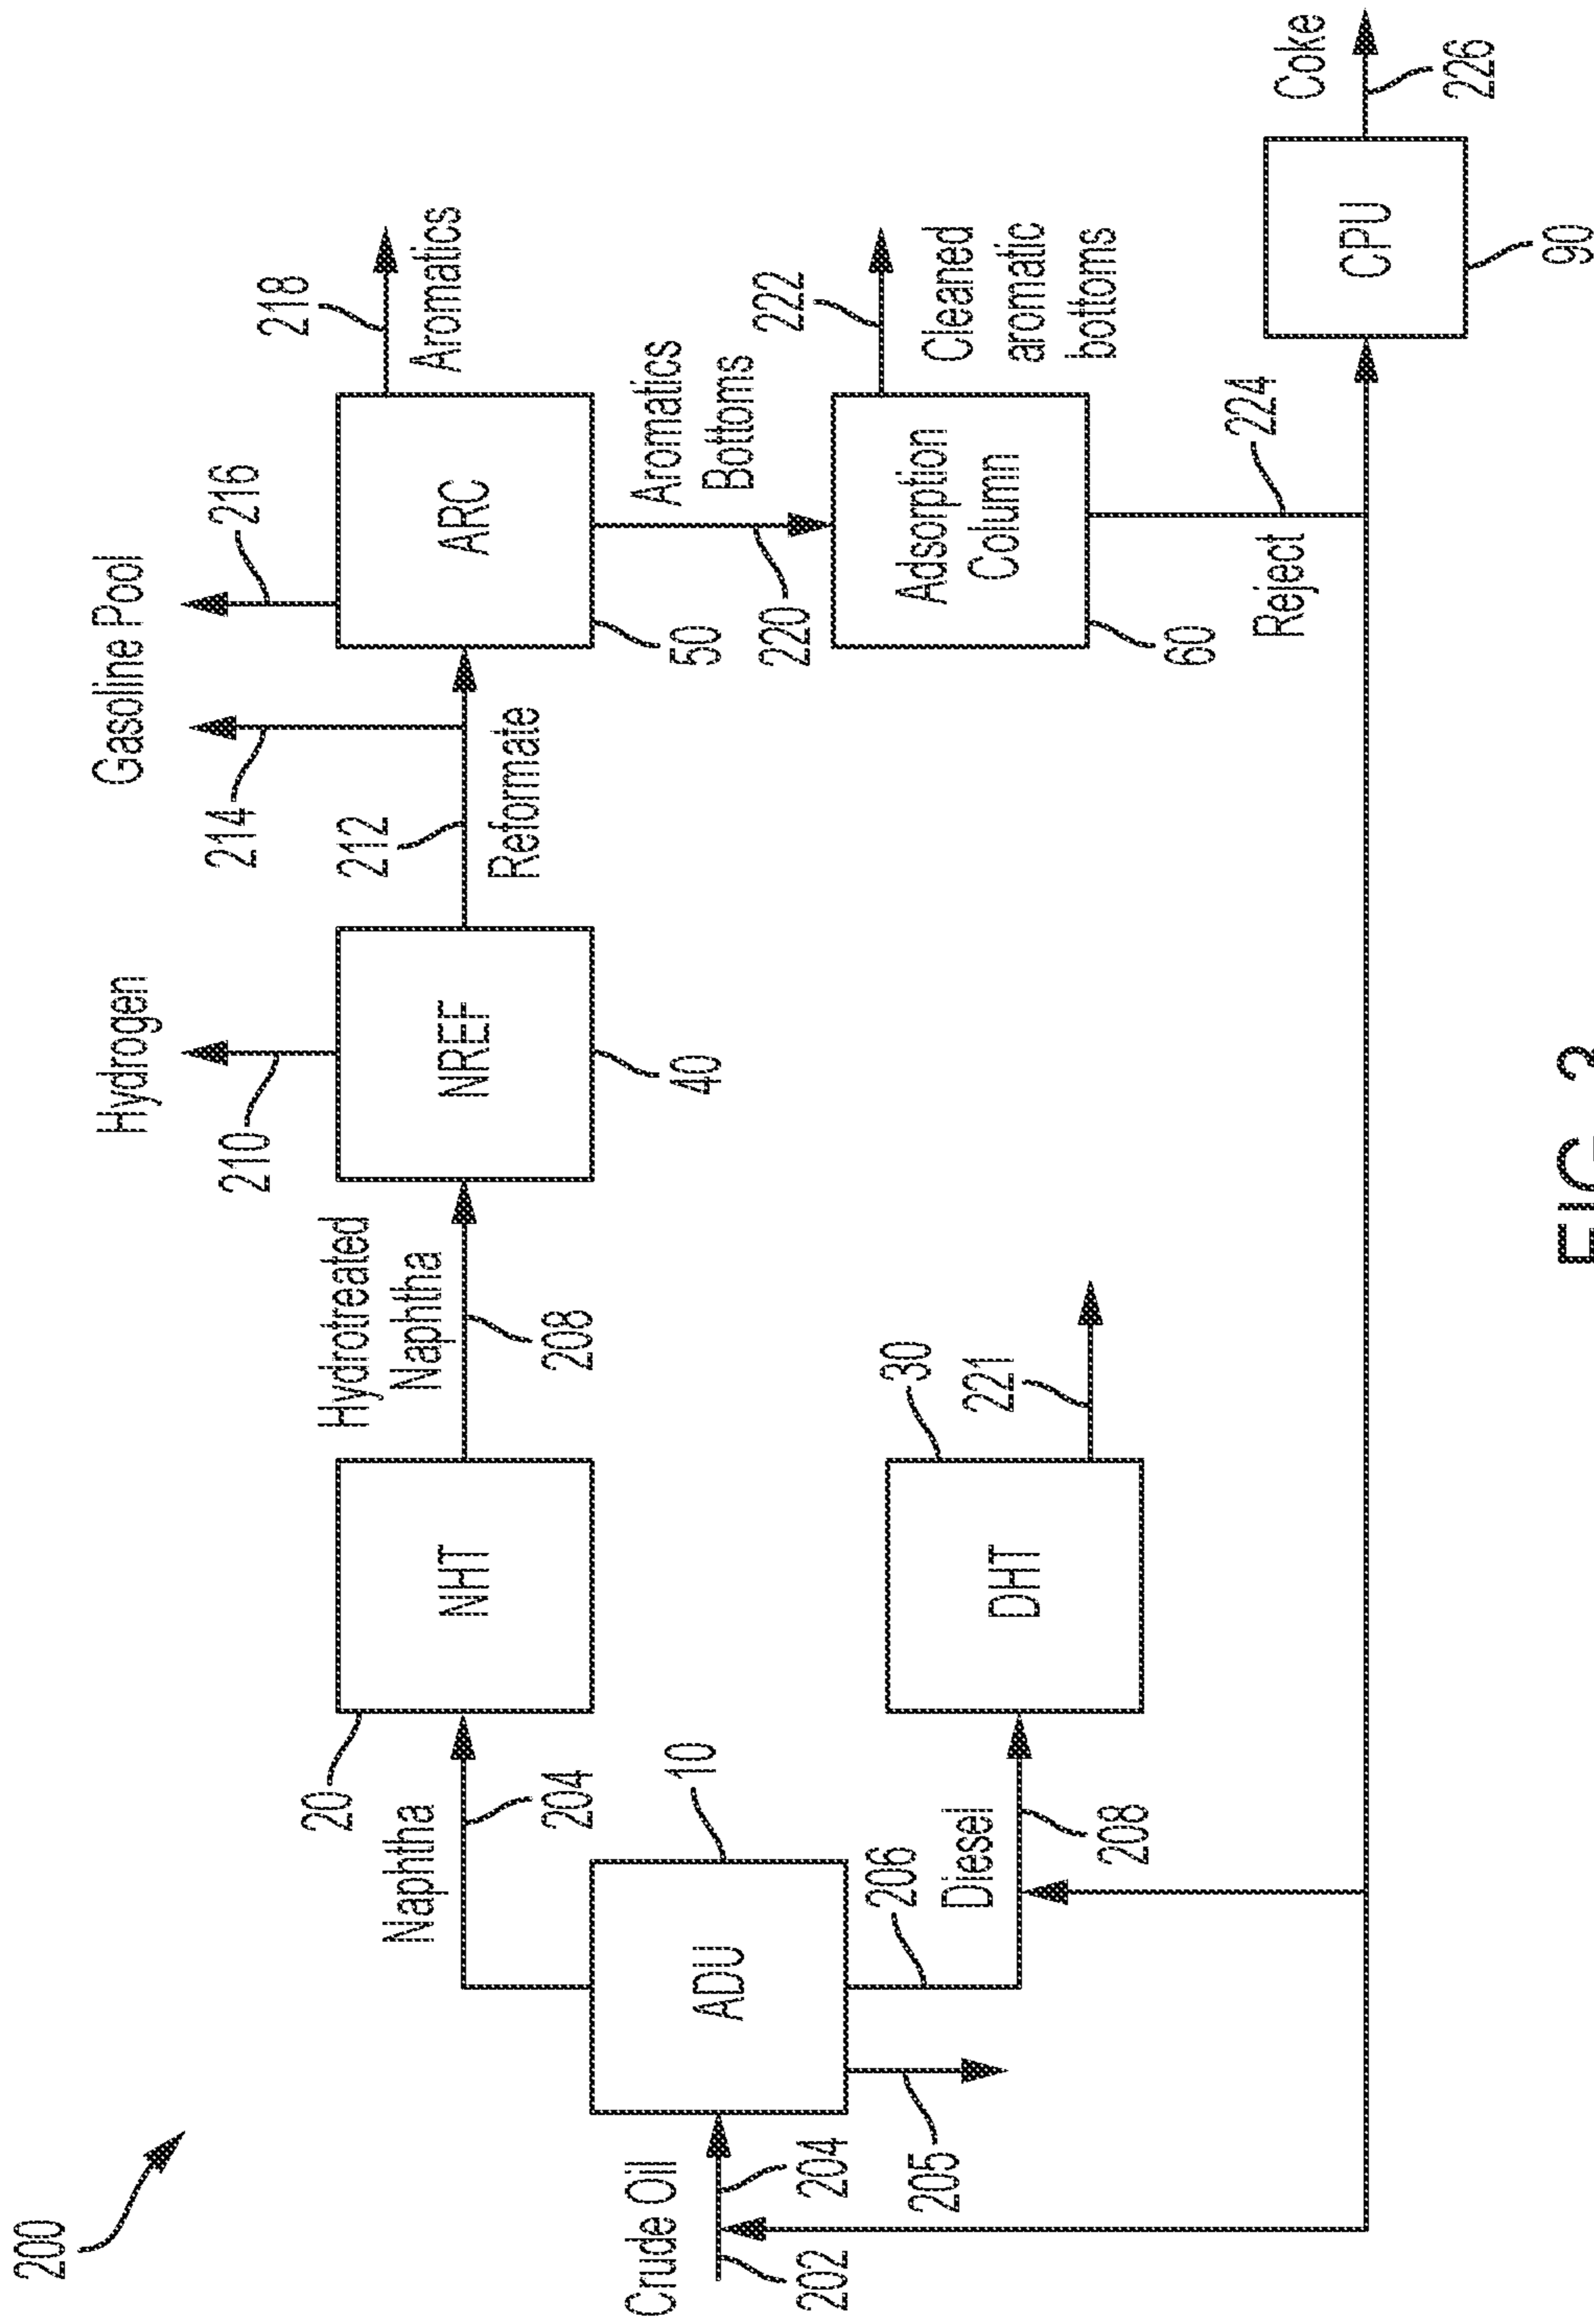 200
Hydrogen
Gasoline Pool
210
214
216
218
20
Naphtha
204
NHT
Hydrotreated
Naphtha
208
NREF
40
212
Reformate
ARC
50
Aromatics
Crude Oil
202
204
ADU
10
205
206
Diesel
208
DHT
30
221
Aromatics
Bottoms
220
222
Adsorption
Column
60
Cleaned
aromatic
bottoms
Reject
224
CPU
90
Coke
226
FIG